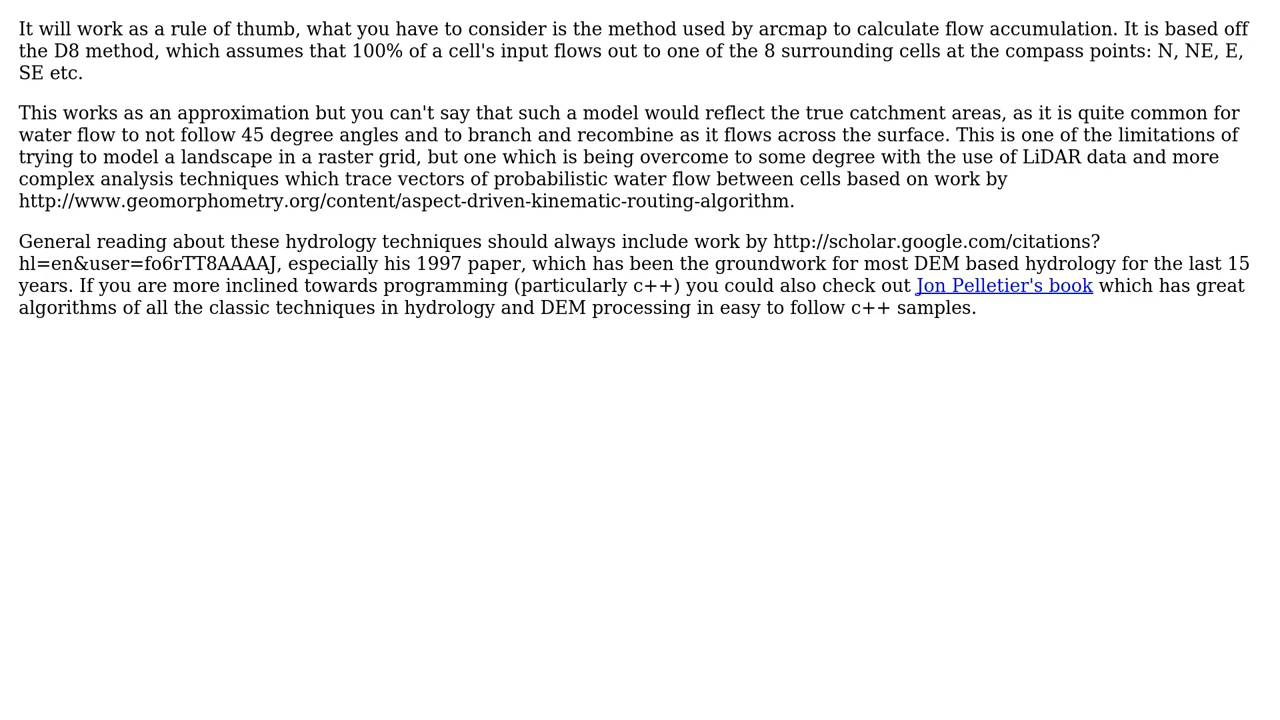 It will work as a rule of thumb, what you have to consider is the method used by arcmap to calculate flow accumulation. It is based off
the D8 method, which assumes that 100% of a cell's input flows out to one of the 8 surrounding cells at the compass points: N, NE, E,
SE etc.
This works as an approximation but you can't say that such a model would reflect the true catchment areas, as it is quite common for
water flow to not follow 45 degree angles and to branch and recombine as it flows across the surface. This is one of the limitations of
trying to model a landscape in a raster grid, but one which is being overcome to some degree with the use of LiDAR data and more
complex analysis techniques which trace vectors of probabilistic water flow between cells based on work by
http://www.geomorphometry.org/content/aspect-driven-kinematic-routing-algorithm.
General reading about these hydrology techniques should always include work by http://scholar.google.com/citations?
hl=en&user=fo6rTT8AAAAJ, especially his 1997 paper, which has been the groundwork for most DEM based hydrology for the last 15
years. If you are more inclined towards programming (particularly c++) you could also check out Jon Pelletier's book which has great
algorithms of all the classic techniques in hydrology and DEM processing in easy to follow c++ samples.